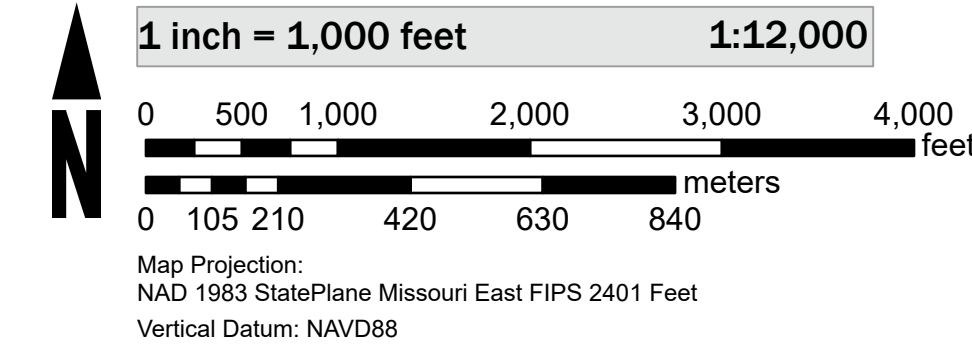 N
1 inch = 1,000 feet 1:12,000
0 500 1,000 2,000 3,000 4,000
feet
meters
0 105 210 420 630 840
Map Projection:
NAD 1983 StatePlane Missouri East FIPS 2401 Feet
Vertical Datum: NAVD88